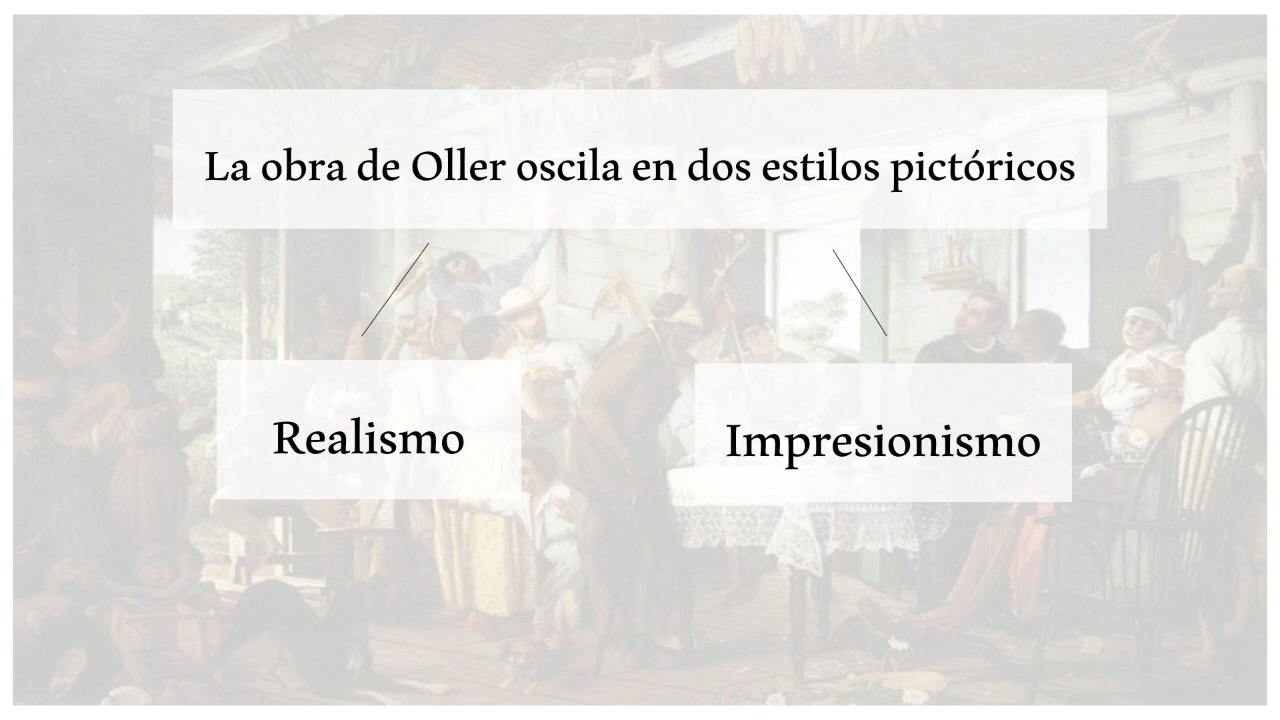 La obra de Oller oscila en dos estilos pictóricos
Realismo
Impresionismo